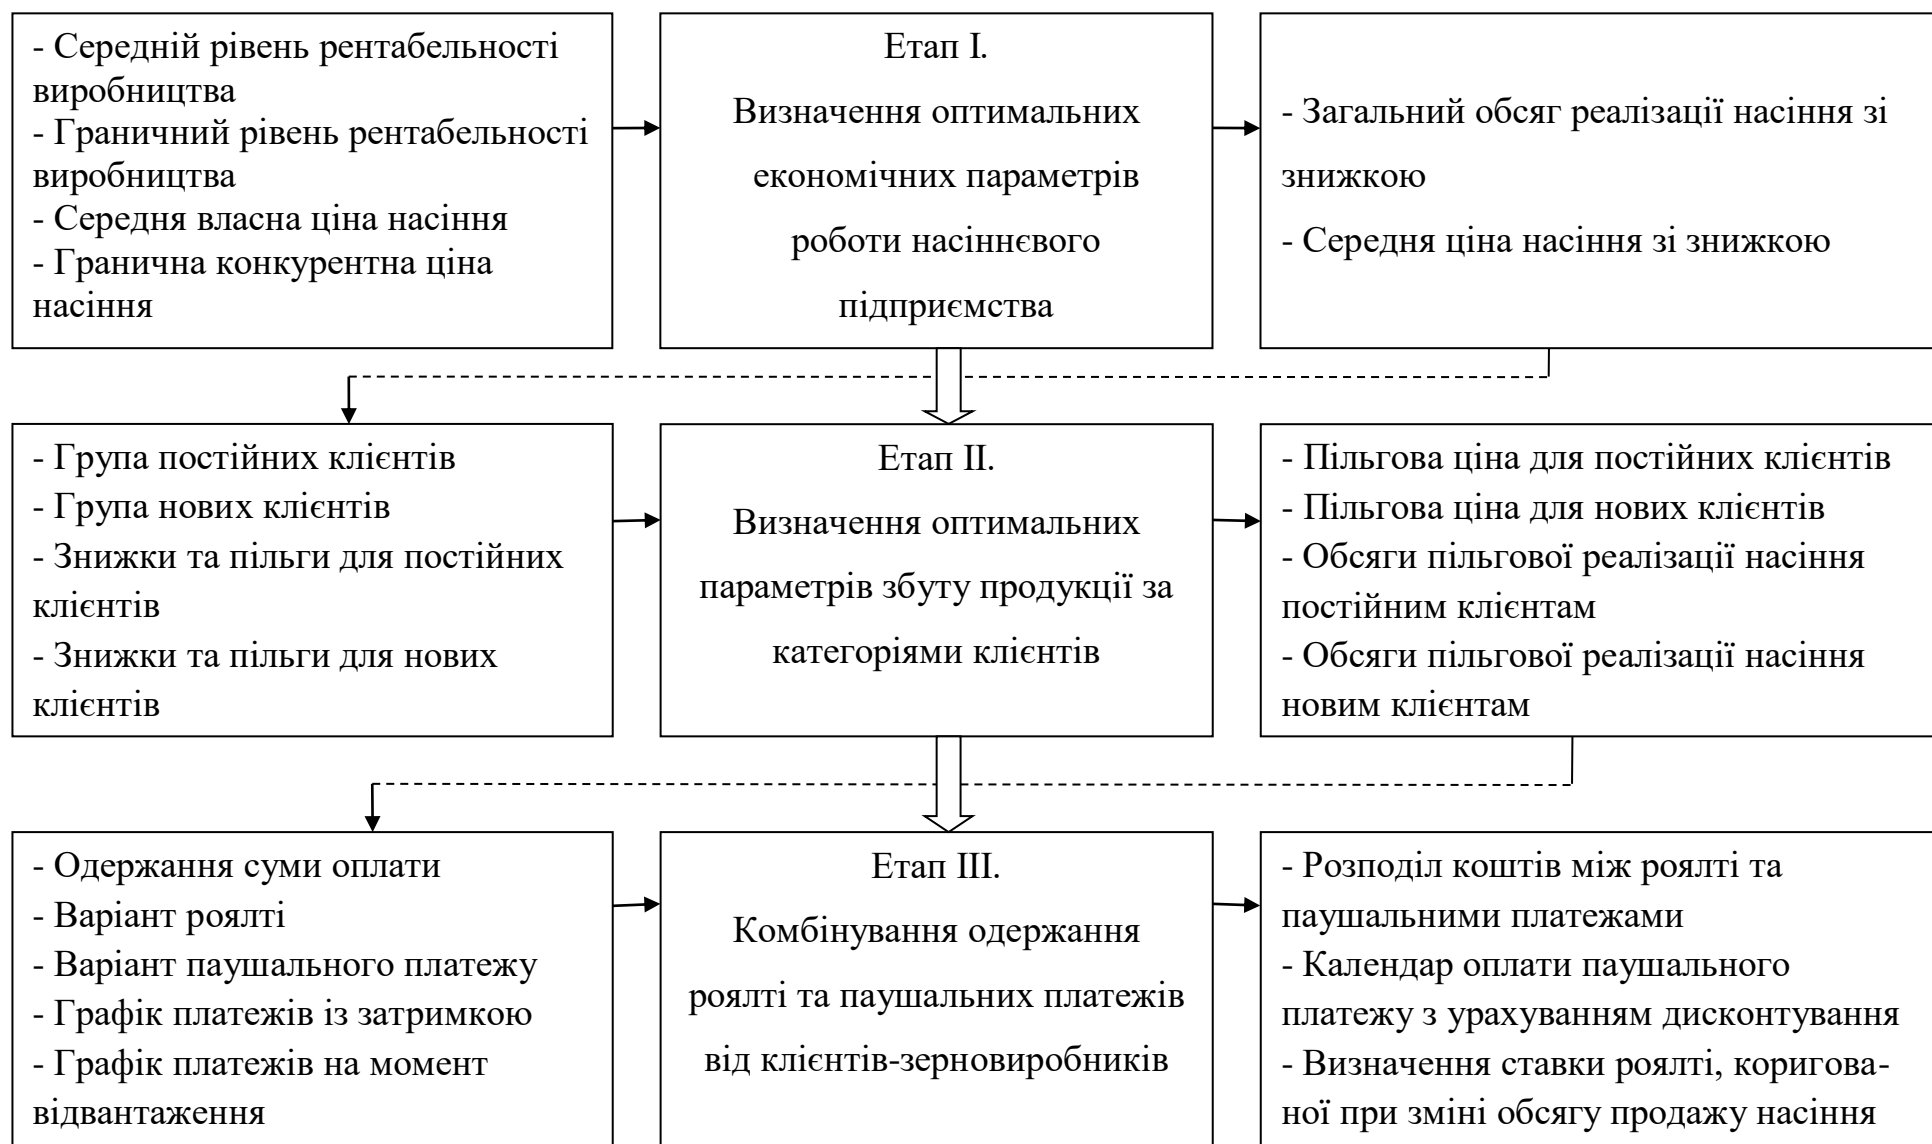 - Середній рівень рентабельності
виробництва
- Граничний рівень рентабельності
виробництва
- Середня власна ціна насіння
- Гранична конкурентна ціна
насіння
Етап І.
Визначення оптимальних
економічних параметрів
роботи насіннєвого
підприємства
- Загальний обсяг реалізації насіння зі
знижкою
- Середня ціна насіння зі знижкою
- Група постійних клієнтів
- Група нових клієнтів
- Знижки та пільги для постійних
клієнтів
- Знижки та пільги для нових
клієнтів
Етап ІІ.
Визначення оптимальних
параметрів збуту продукції за
категоріями клієнтів
- Пільгова ціна для постійних клієнтів
- Пільгова ціна для нових клієнтів
- Обсяги пільгової реалізації насіння
постійним клієнтам
- Обсяги пільгової реалізації насіння
новим клієнтам
- Одержання суми оплати
- Варіант роялті
- Варіант паушального платежу
- Графік платежів із затримкою
- Графік платежів на момент
відвантаження
Етап ІІІ.
Комбінування одержання
роялті та паушальних платежів
від клієнтів-зерновиробників
- Розподіл коштів між роялті та
паушальними платежами
- Календар оплати паушального
платежу з урахуванням дисконтування
- Визначення ставки роялті, коригова-
ної при зміні обсягу продажу насіння